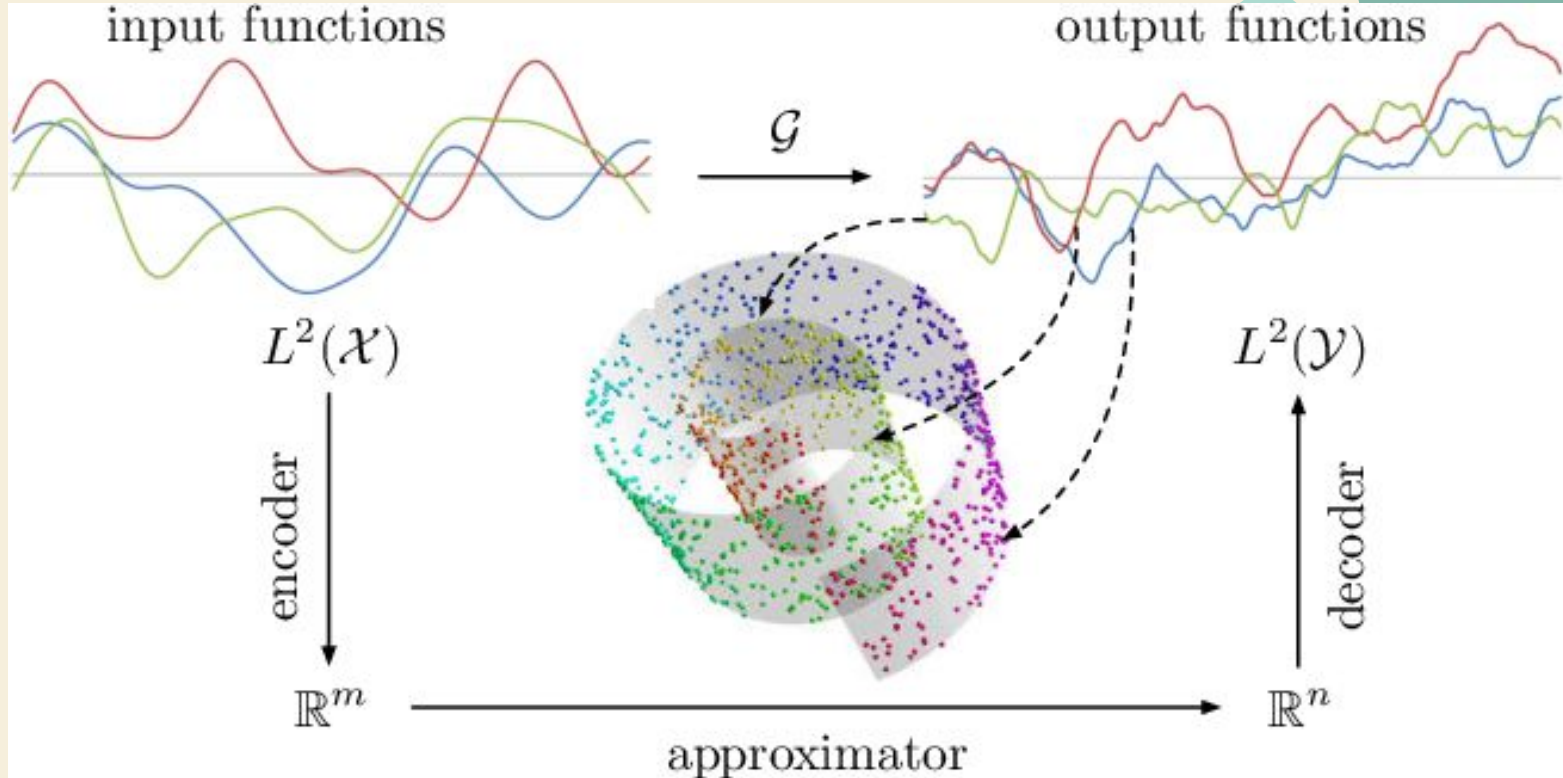 input functions
output functions
𝒢
L²(𝒳)
L²(𝒴)
encoder
decoder
ℝᵐ
ℝⁿ
approximator